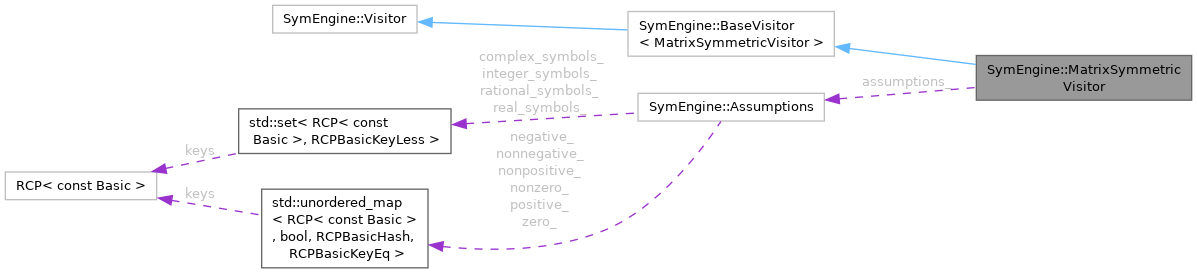 SymEngine::Visitor
SymEngine::BaseVisitor
< MatrixSymmetricVisitor >
SymEngine::MatrixSymmetric
Visitor
complex_symbols_
integer_symbols_
rational_symbols_
real_symbols_
assumptions_
SymEngine::Assumptions
std::set< RCP< const
Basic >, RCPBasicKeyLess >
negative_
nonnegative_
nonpositive_
nonzero_
positive_
zero_
keys
RCP< const Basic >
keys
std::unordered_map
< RCP< const Basic >
, bool, RCPBasicHash,
RCPBasicKeyEq >